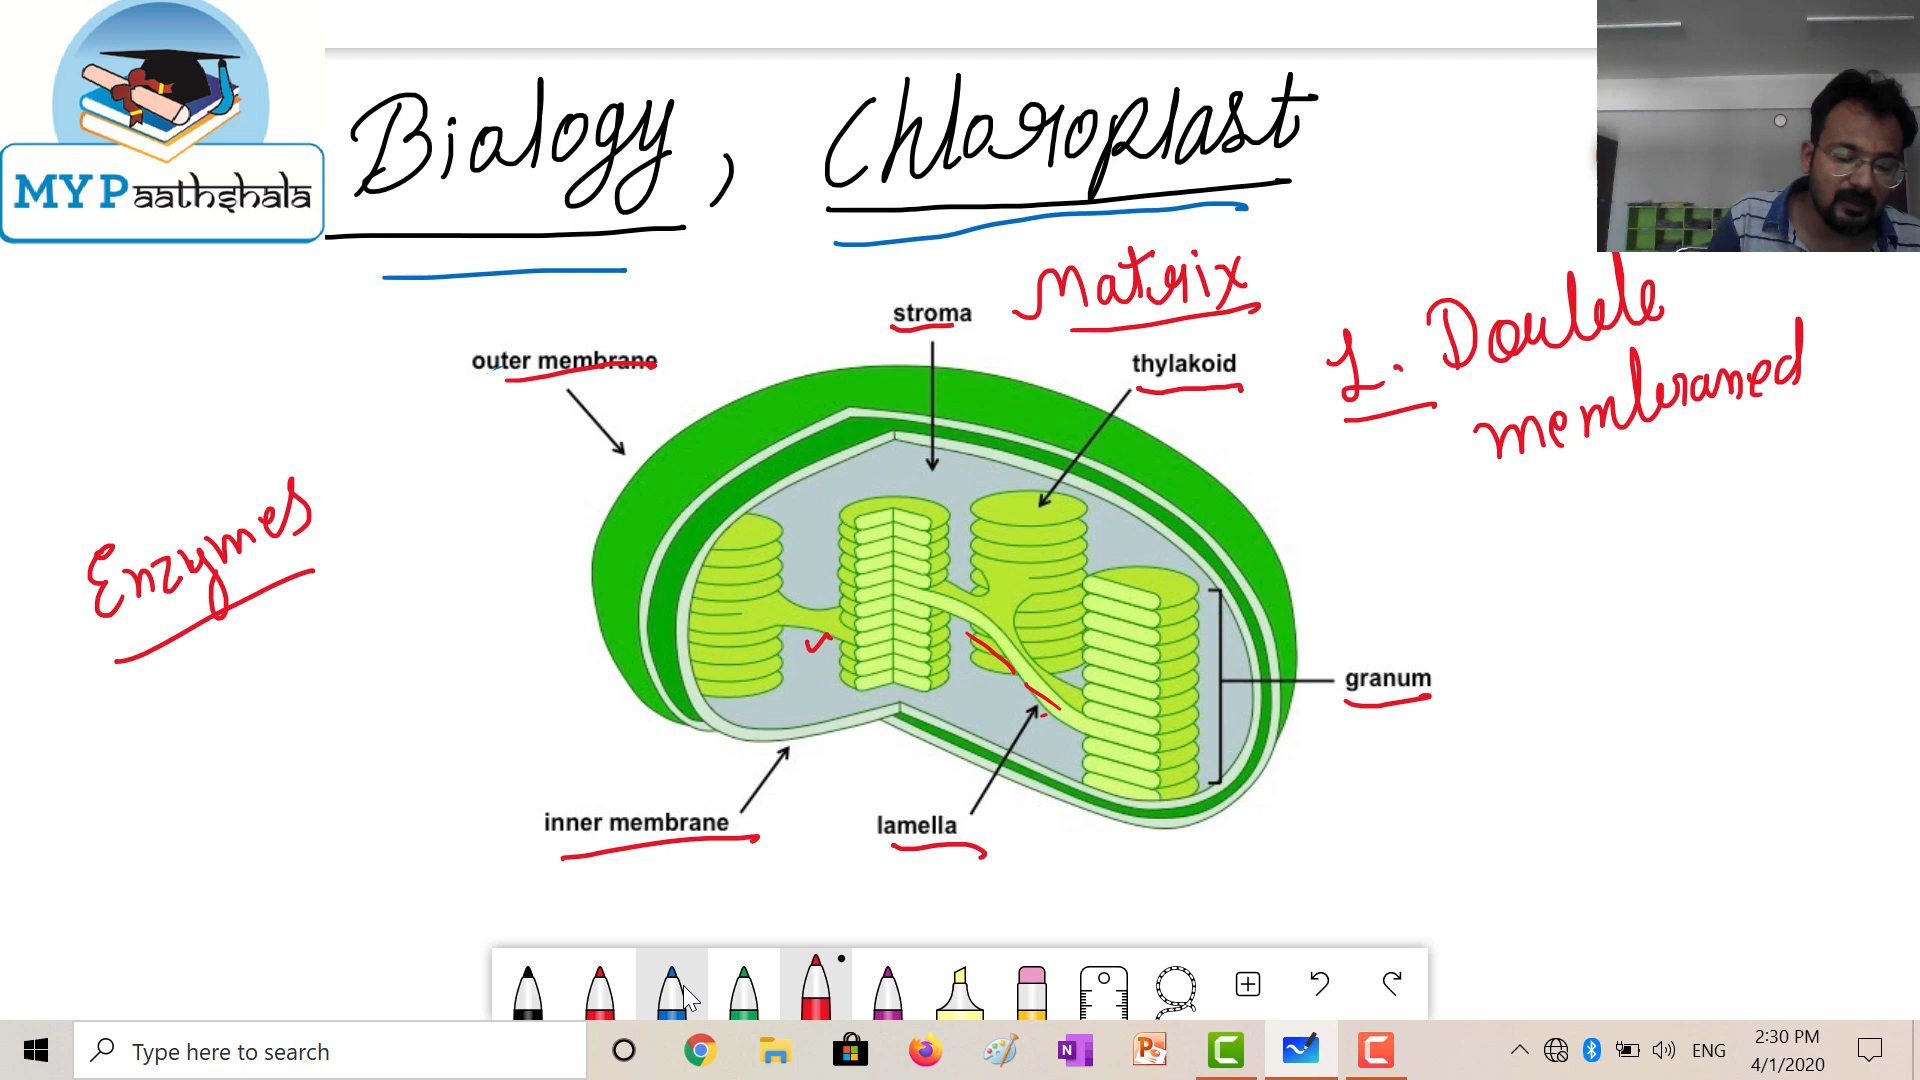 MY Paathshala
Biology, Chloroplast
Matrix
stroma
outer membrane
thylakoid
1. Double
membraned
Enzymes
granum
inner membrane
lamella
Type here to search
ENG
2:30 PM
4/1/2020